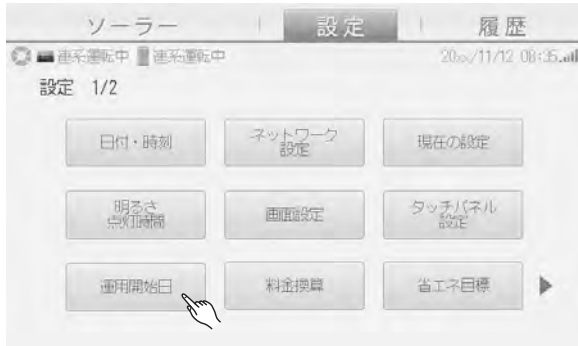 ソーラー 設定 履歴
連系運転中 連系運転中 20○○/11/12 08:35
設定 1/2
日付・時刻
ネットワーク
設定
現在の設定
明るさ
点灯時間
画面設定
タッチパネル
設定
運用開始日
料金換算
省エネ目標